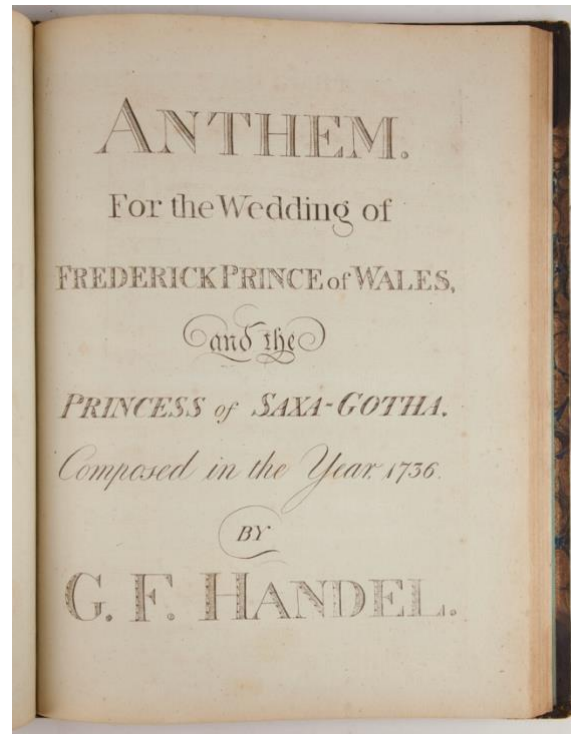 ANTHEM.
For the Wedding of
FREDERICK PRINCE of WALES,
and the
PRINCESS of SAXA-GOTHA.
Composed in the Year 1736.
BY
G. F. HANDEL.